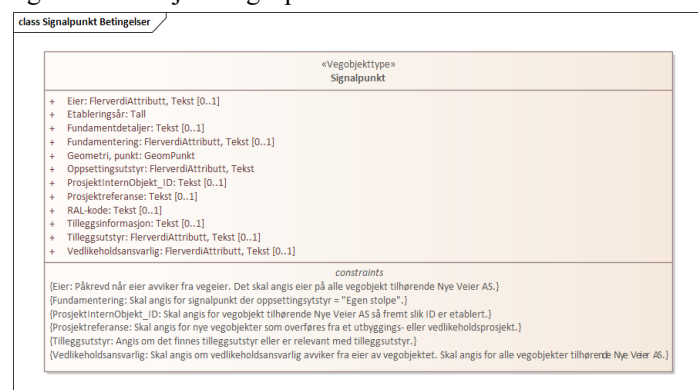 class Signalpunkt Betingelser
«Vegobjekttype»
Signalpunkt
+ Eier: FlerverdiAttributt, Tekst [0..1]
+ Etableringsår: Tall
+ Fundamentdetaljer: Tekst [0..1]
+ Fundamentering: FlerverdiAttributt, Tekst [0..1]
+ Geometri, punkt: GeomPunkt
+ Oppsettingsutstyr: FlerverdiAttributt, Tekst
+ ProsjektInternObjekt_ID: Tekst [0..1]
+ Prosjektreferanse: Tekst [0..1]
+ RAL-kode: Tekst [0..1]
+ Tilleggsinformasjon: Tekst [0..1]
+ Tilleggsutstyr: FlerverdiAttributt, Tekst [0..1]
+ Vedlikeholdsansvarlig: FlerverdiAttributt, Tekst [0..1]
constraints
{Eier: Påkrevd når eier avviker fra vegeier. Det skal angis eier på alle vegobjekt tilhørende Nye Veier AS.}
{Fundamentering: Skal angis for signalpunkt der oppsettingsytstyr = "Egen stolpe".}
{ProsjektInternObjekt_ID: Skal angis for vegobjekt tilhørende Nye Veier AS så fremt slik ID er etablert.}
{Prosjektreferanse: Skal angis for nye vegobjekter som overføres fra et utbyggings- eller vedlikeholdsprosjekt.}
{Tilleggsutstyr: Angis om det finnes tilleggsutstyr eller er relevant med tilleggsutstyr.}
{Vedlikeholdsansvarlig: Skal angis om vedlikeholdsansvarlig avviker fra eier av vegobjektet. Skal angis for alle vegobjekter tilhørende Nye Veier AS.}